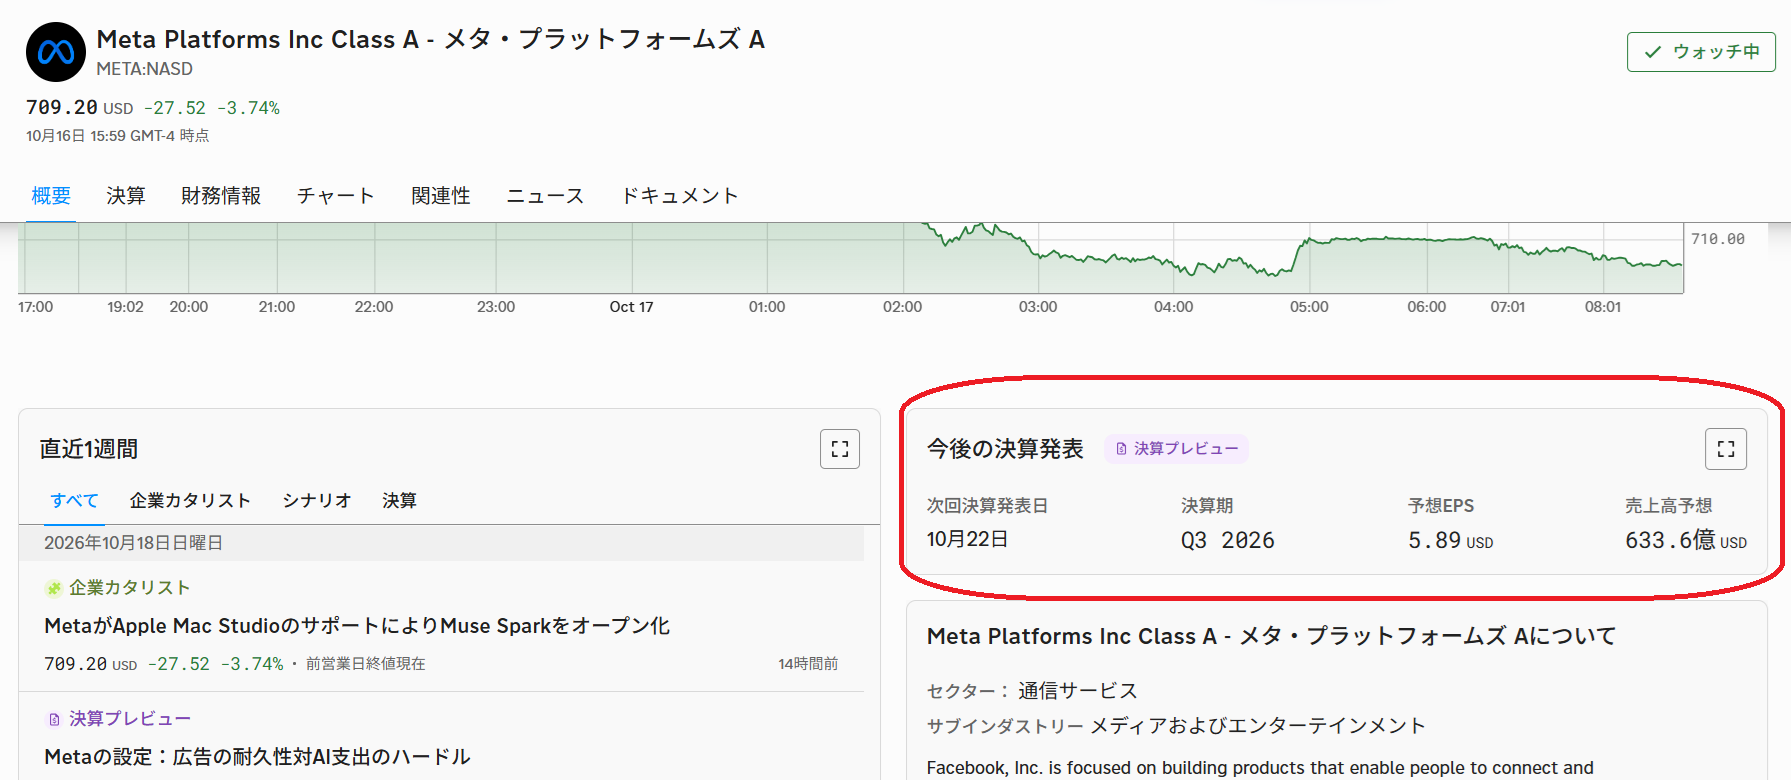 Meta Platforms Inc Class A - メタ・プラットフォームズ A
META:NASD
ウォッチ中
709.20 USD -27.52 -3.74%
10月16日 15:59 GMT-4 時点
概要 決算 財務情報 チャート 関連性 ニュース ドキュメント
710.00
17:00 19:02 20:00 21:00 22:00 23:00 Oct 17 01:00 02:00 03:00 04:00 05:00 06:00 07:01 08:01
直近1週間
すべて 企業カタリスト シナリオ 決算
2026年10月18日日曜日
企業カタリスト
MetaがApple Mac StudioのサポートによりMuse Sparkをオープン化
709.20 USD -27.52 -3.74% · 前営業日終値現在 14時間前
決算プレビュー
Metaの設定：広告の耐久性対AI支出のハードル
今後の決算発表 決算プレビュー
次回決算発表日 決算期 予想EPS 売上高予想
10月22日 Q3 2026 5.89 USD 633.6億 USD
Meta Platforms Inc Class A - メタ・プラットフォームズ Aについて
セクター： 通信サービス
サブインダストリー メディアおよびエンターテインメント
Facebook, Inc. is focused on building products that enable people to connect and